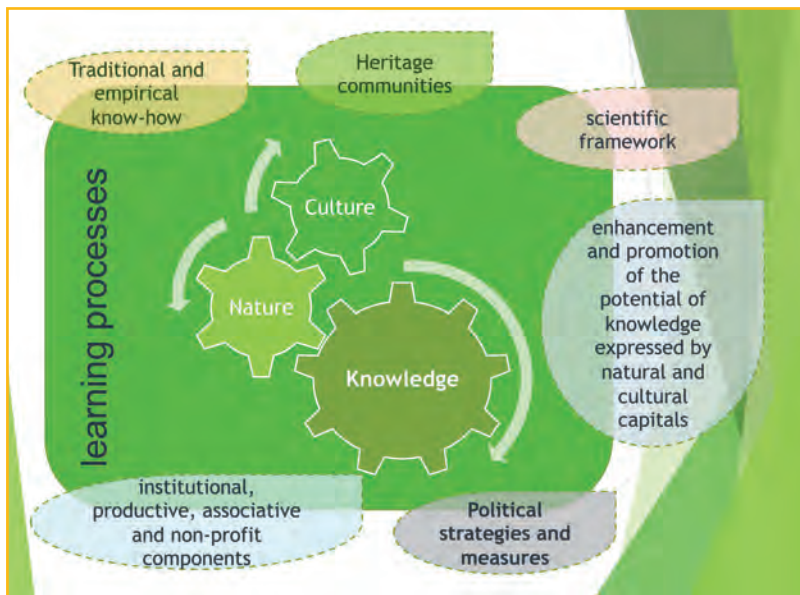 Traditional and
empirical
know-how
Heritage
communities
scientific
framework
learning processes
Culture
Nature
Knowledge
enhancement
and promotion
of the
potential of
knowledge
expressed by
natural and
cultural
capitals
institutional,
productive, associative
and non-profit
components
Political
strategies and
measures